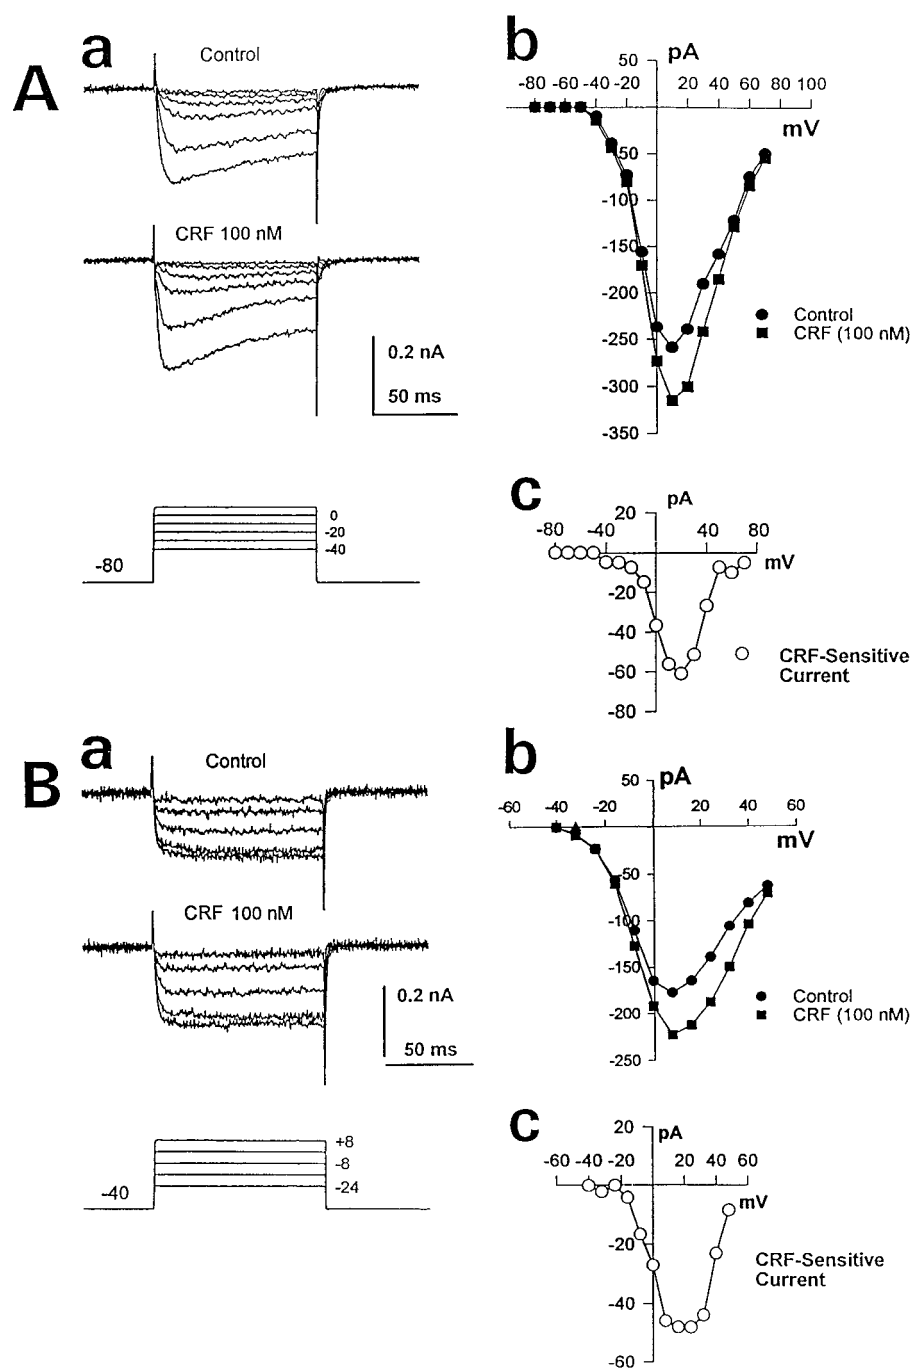 A
a
Control
CRF 100 nM
0.2 nA
50 ms
0
-20
-40
-80
b
50
pA
-80 -60 -40 -20
20 40 60 80 100
mV
-50
-100
-150
-200
-250
-300
-350
Control
CRF (100 nM)
c
pA
20
-80 -40
40 80
mV
-20
-40
-60
-80
CRF-Sensitive
Current
B
a
Control
CRF 100 nM
0.2 nA
50 ms
+8
-8
-24
-40
b
50
pA
-60 -40 -20
20 40 60
mV
-50
-100
-150
-200
-250
Control
CRF (100 nM)
c
20
pA
-60 -40 -20
20 40 60
mV
-20
-40
-60
CRF-Sensitive
Current